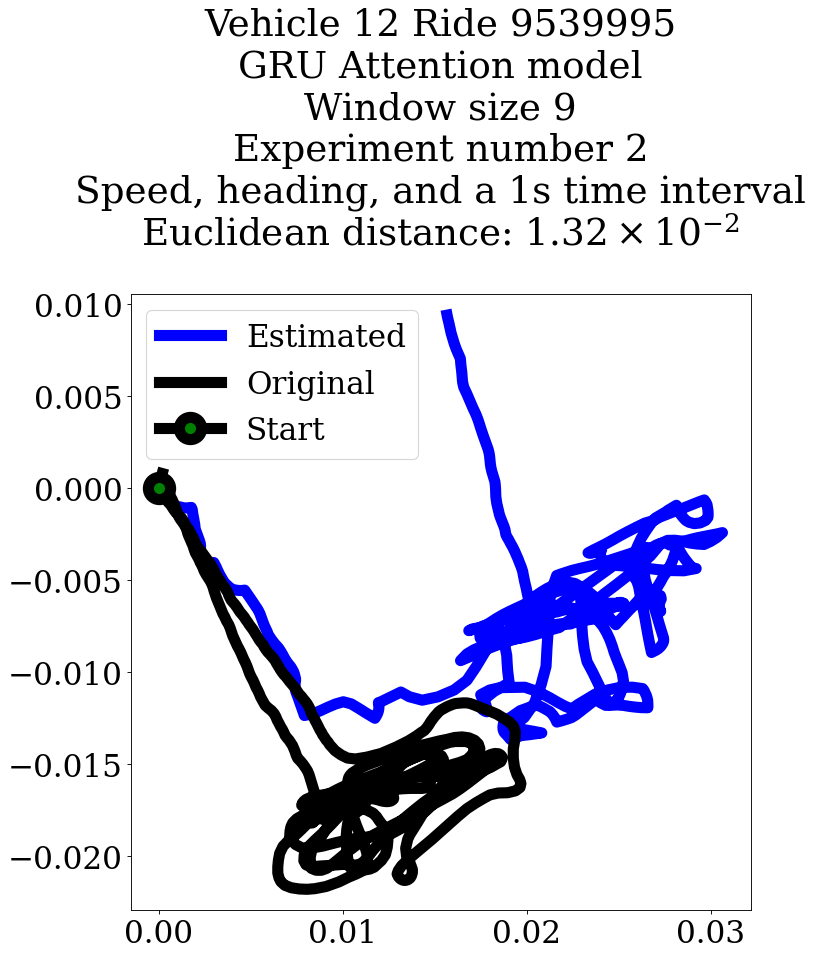 Vehicle 12 Ride 9539995
GRU Attention model
Window size 9
Experiment number 2
Speed, heading, and a 1s time interval
Euclidean distance: 1.32 × 10⁻²
0.010
0.005
0.000
−0.005
−0.010
−0.015
−0.020
Estimated
Original
Start
0.00 0.01 0.02 0.03